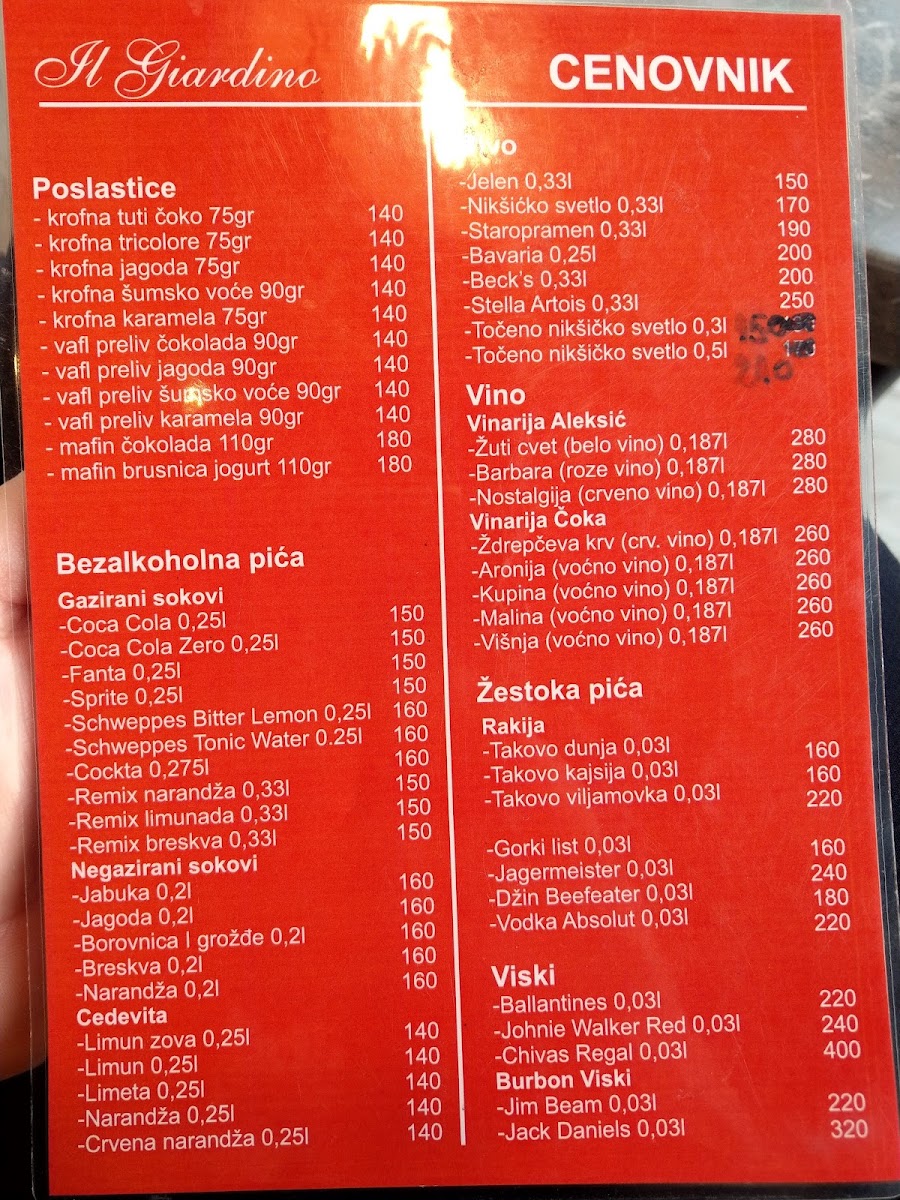 Il Giardino
CENOVNIK
Poslastice
- krofna tuti čoko 75gr 140
- krofna tricolore 75gr 140
- krofna jagoda 75gr 140
- krofna šumsko voće 90gr 140
- krofna karamela 75gr 140
- vafl preliv čokolada 90gr 140
- vafl preliv jagoda 90gr 140
- vafl preliv šumsko voće 90gr 140
- vafl preliv karamela 90gr 140
- mafin čokolada 110gr 180
- mafin brusnica jogurt 110gr 180
Bezalkoholna pića
Gazirani sokovi
-Coca Cola 0,25l 150
-Coca Cola Zero 0,25l 150
-Fanta 0,25l 150
-Sprite 0,25l 150
-Schweppes Bitter Lemon 0,25l 160
-Schweppes Tonic Water 0.25l 160
-Cockta 0,275l 160
-Remix narandža 0,33l 150
-Remix limunada 0,33l 150
-Remix breskva 0,33l 150
Negazirani sokovi
-Jabuka 0,2l 160
-Jagoda 0,2l 160
-Borovnica I grožđe 0,2l 160
-Breskva 0,2l 160
-Narandža 0,2l 160
Cedevita
-Limun zova 0,25l 140
-Limun 0,25l 140
-Limeta 0,25l 140
-Narandža 0,25l 140
-Crvena narandža 0,25l 140
-Jelen 0,33l 150
-Nikšićko svetlo 0,33l 170
-Staropramen 0,33l 190
-Bavaria 0,25l 200
-Beck's 0,33l 200
-Stella Artois 0,33l 250
-Točeno nikšičko svetlo 0,3l 150
-Točeno nikšičko svetlo 0,5l
Vino
Vinarija Aleksić
-Žuti cvet (belo vino) 0,187l 280
-Barbara (roze vino) 0,187l 280
-Nostalgija (crveno vino) 0,187l 280
Vinarija Čoka
-Ždrepčeva krv (crv. vino) 0,187l 260
-Aronija (voćno vino) 0,187l 260
-Kupina (voćno vino) 0,187l 260
-Malina (voćno vino) 0,187l 260
-Višnja (voćno vino) 0,187l 260
Žestoka pića
Rakija
-Takovo dunja 0,03l 160
-Takovo kajsija 0,03l 160
-Takovo viljamovka 0,03l 220
-Gorki list 0,03l 160
-Jagermeister 0,03l 240
-Džin Beefeater 0,03l 180
-Vodka Absolut 0,03l 220
Viski
-Ballantines 0,03l 220
-Johnie Walker Red 0,03l 240
-Chivas Regal 0,03l 400
Burbon Viski
-Jim Beam 0,03l 220
-Jack Daniels 0,03l 320